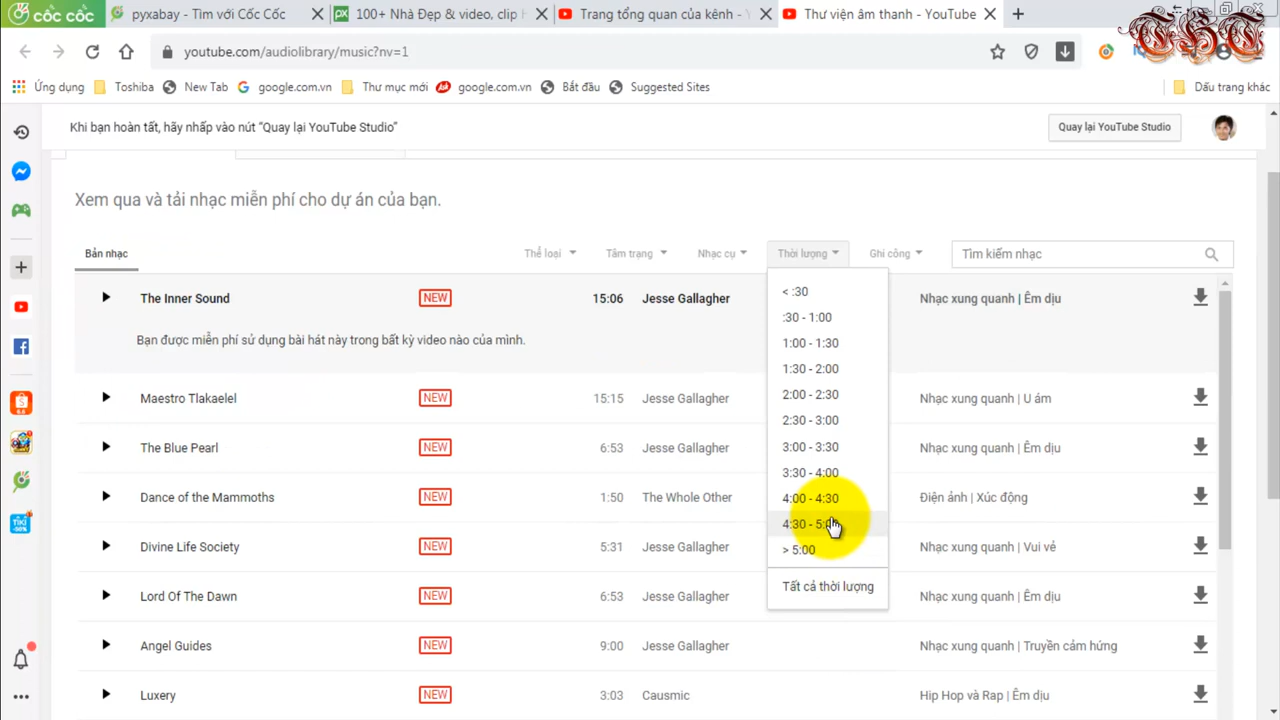 cốc cốc
pyxabay - Tìm với Cốc Cốc
100+ Nhà Đẹp & video, clip H
Trang tổng quan của kênh - Y
Thư viện âm thanh - YouTube
TBT
youtube.com/audiolibrary/music?nv=1
Ứng dụng
Toshiba
New Tab
google.com.vn
Thư mục mới
google.com.vn
Bắt đầu
Suggested Sites
Dấu trang khác
Khi bạn hoàn tất, hãy nhấp vào nút “Quay lại YouTube Studio”
Quay lại YouTube Studio
Xem qua và tải nhạc miễn phí cho dự án của bạn.
Bản nhạc
Thể loại
Tâm trạng
Nhạc cụ
Thời lượng
Ghi công
Tìm kiếm nhạc
< :30
:30 - 1:00
1:00 - 1:30
1:30 - 2:00
2:00 - 2:30
2:30 - 3:00
3:00 - 3:30
3:30 - 4:00
4:00 - 4:30
4:30 - 5:00
> 5:00
Tất cả thời lượng
The Inner Sound NEW 15:06 Jesse Gallagher Nhạc xung quanh | Êm dịu
Bạn được miễn phí sử dụng bài hát này trong bất kỳ video nào của mình.
Maestro Tlakaelel NEW 15:15 Jesse Gallagher Nhạc xung quanh | U ám
The Blue Pearl NEW 6:53 Jesse Gallagher Nhạc xung quanh | Êm dịu
Dance of the Mammoths NEW 1:50 The Whole Other Điện ảnh | Xúc động
Divine Life Society NEW 5:31 Jesse Gallagher Nhạc xung quanh | Vui vẻ
Lord Of The Dawn NEW 6:53 Jesse Gallagher Nhạc xung quanh | Êm dịu
Angel Guides NEW 9:00 Jesse Gallagher Nhạc xung quanh | Truyền cảm hứng
Luxery NEW 3:03 Causmic Hip Hop và Rap | Êm dịu